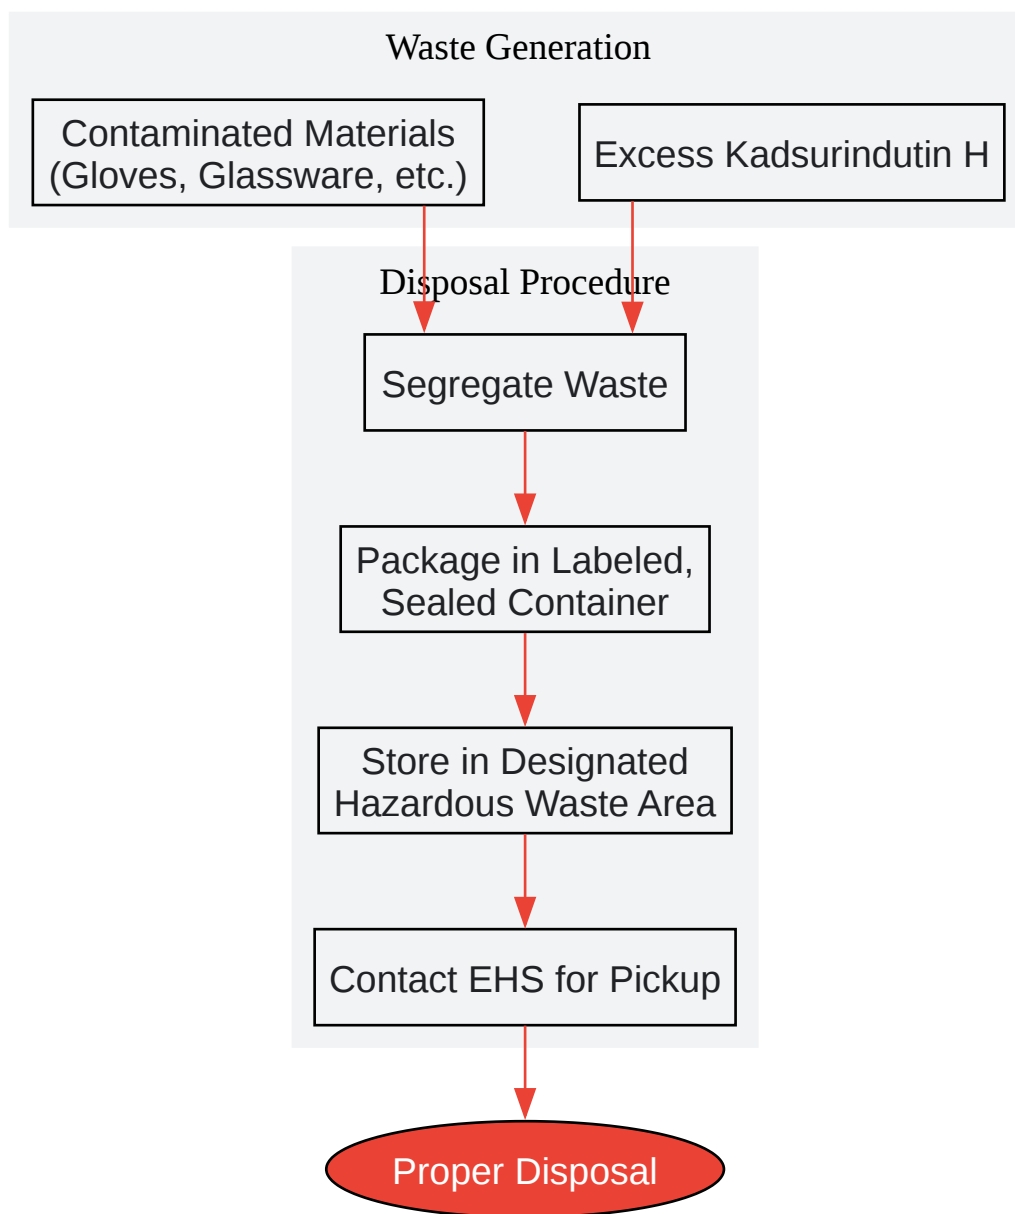 Waste Generation
Contaminated Materials
(Gloves, Glassware, etc.)
Excess Kadsurindutin H
Disposal Procedure
Segregate Waste
Package in Labeled,
Sealed Container
Store in Designated
Hazardous Waste Area
Contact EHS for Pickup
Proper Disposal